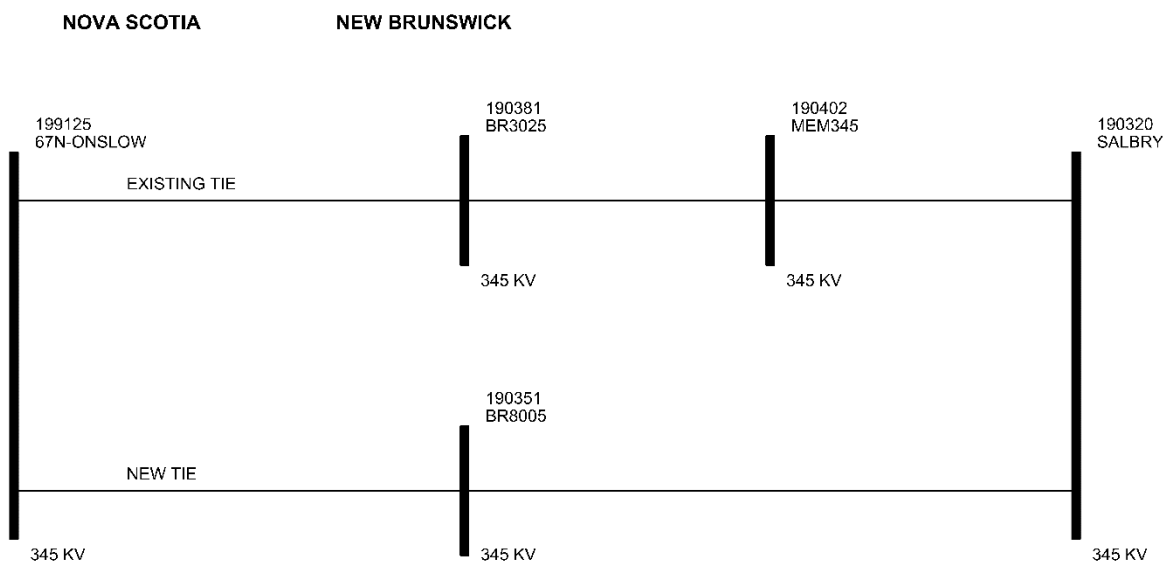 NOVA SCOTIA
NEW BRUNSWICK
199125
67N-ONSLOW
190381
BR3025
190402
MEM345
190320
SALBRY
EXISTING TIE
345 KV
345 KV
190351
BR8005
NEW TIE
345 KV
345 KV
345 KV